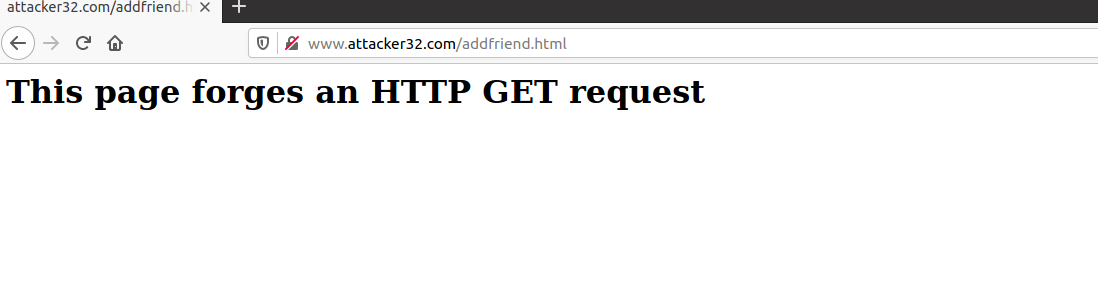 attacker32.com/addfriend.h
www.attacker32.com/addfriend.html
This page forges an HTTP GET request